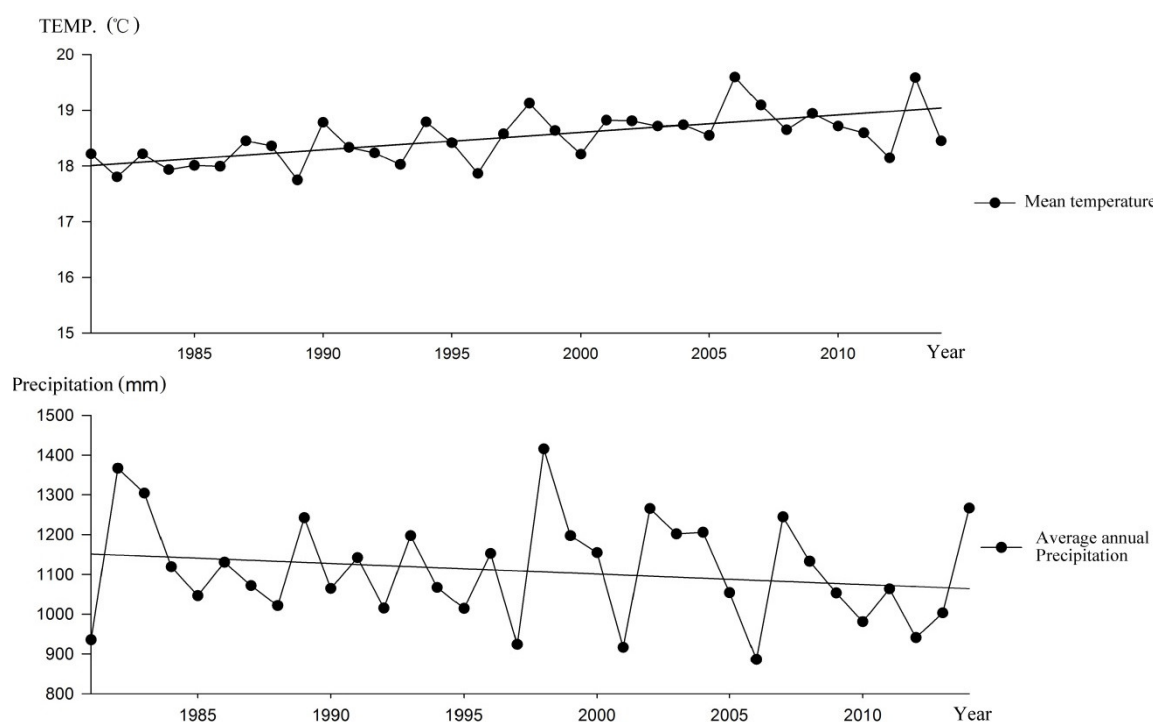 TEMP. (℃)
20
19
18
17
16
15
1985 1990 1995 2000 2005 2010 Year
Mean temperature
Precipitation (mm)
1500
1400
1300
1200
1100
1000
900
800
1985 1990 1995 2000 2005 2010 Year
Average annual
Precipitation